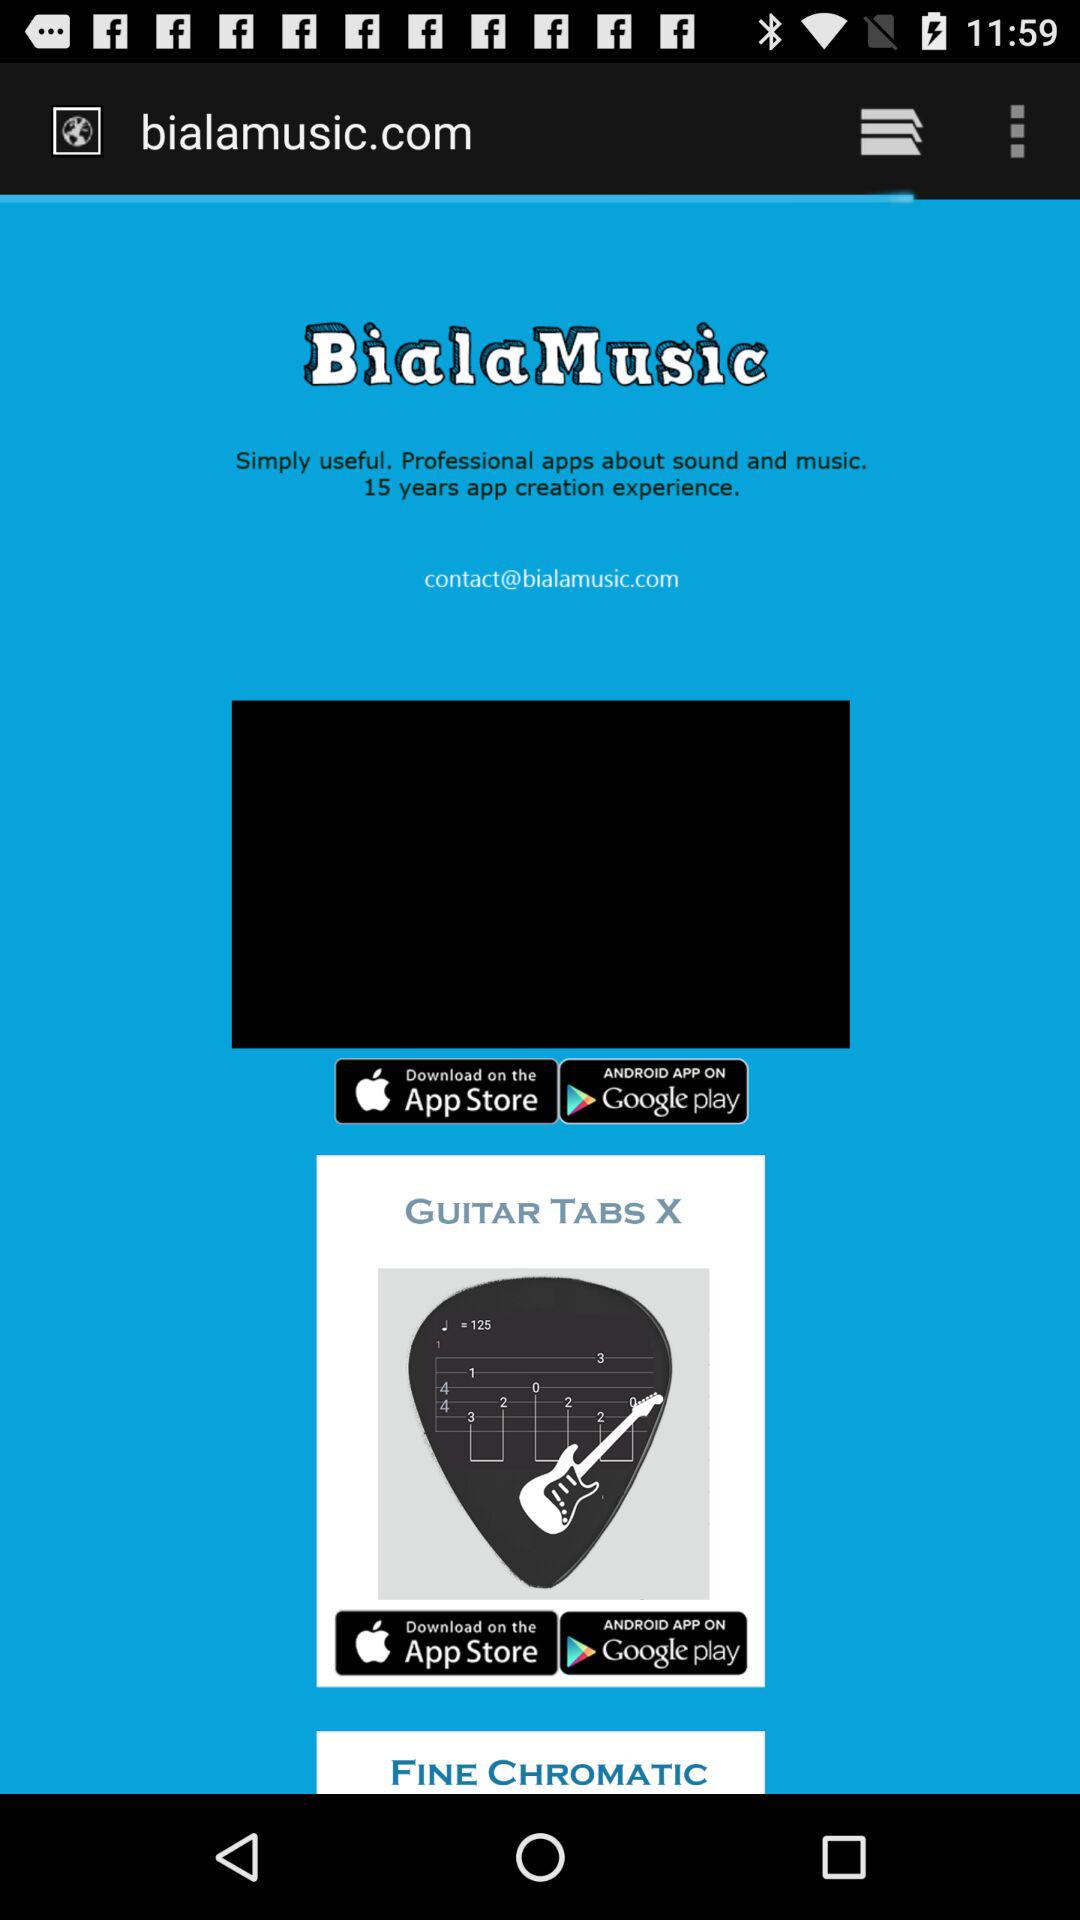 11:59
bialamusic.com
BialaMusic
Simply useful. Professional apps about sound and music.
15 years app creation experience.
contact@bialamusic.com
Download on the
App Store
ANDROID APP ON
Google play
GUITAR TABS X
= 125
1
3
1
4
4
0
2
2
0
3
2
Download on the
App Store
ANDROID APP ON
Google play
FINE CHROMATIC